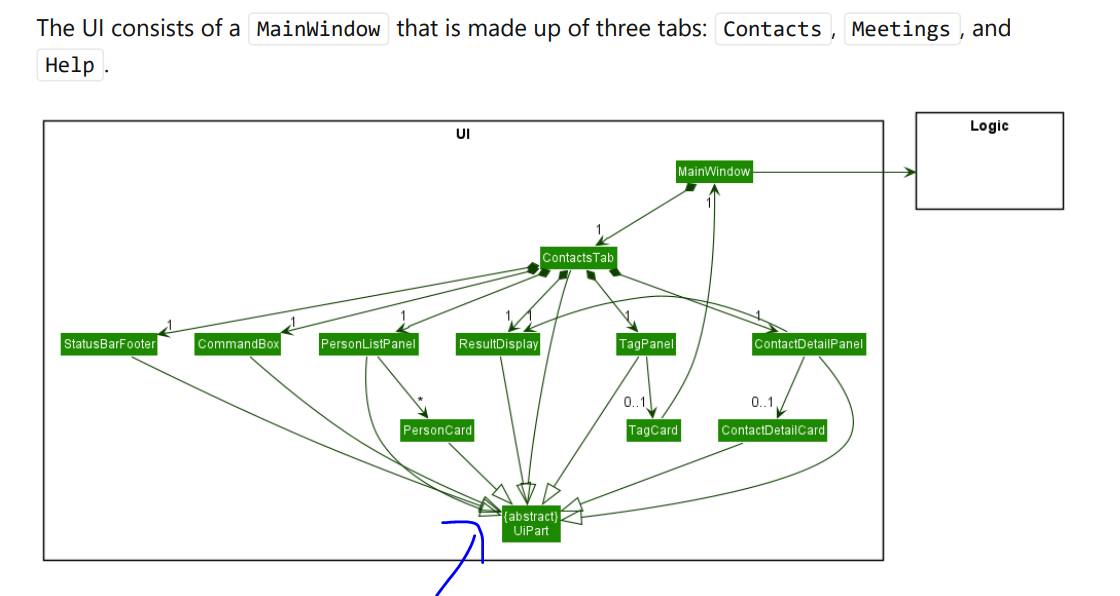 The UI consists of a MainWindow that is made up of three tabs: Contacts, Meetings, and
Help.
UI
Logic
MainWindow
1
1
ContactsTab
1
1
1
1
1
1
1
StatusBarFooter
CommandBox
PersonListPanel
ResultDisplay
TagPanel
ContactDetailPanel
*
0..1
0..1
PersonCard
TagCard
ContactDetailCard
{abstract}
UiPart